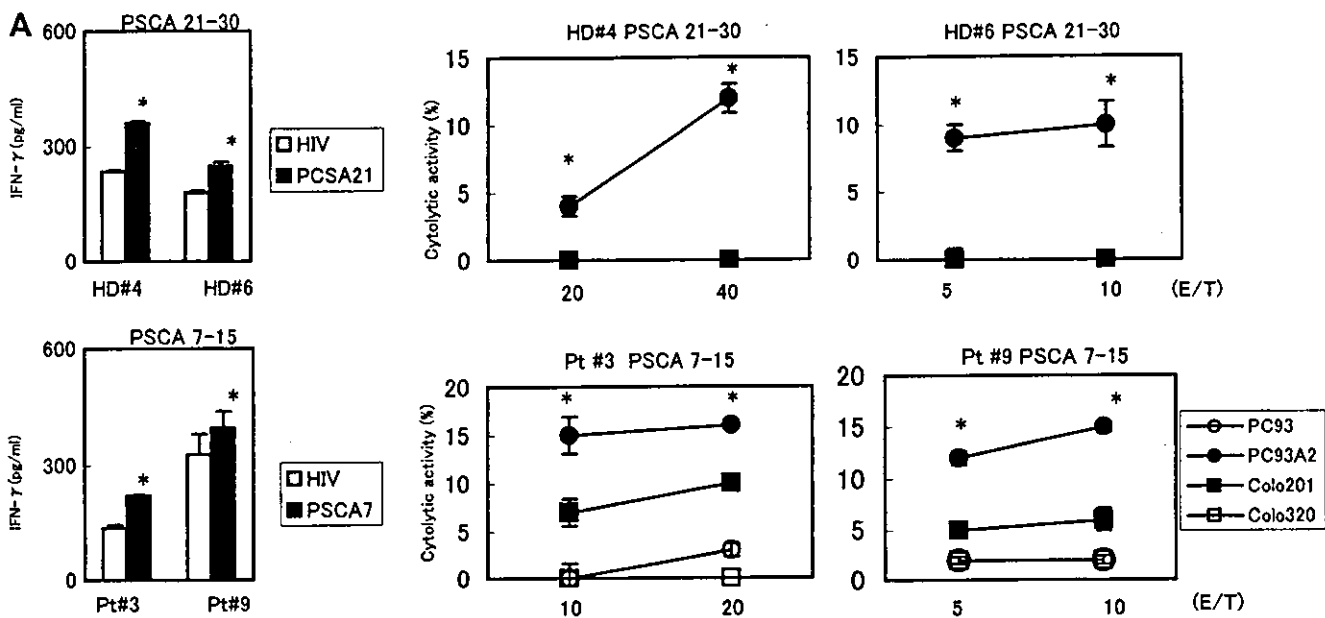 A
PSCA 21-30
600
300
0
IFN-γ(pg/ml)
*
*
HD#4 HD#6
HIV
PCSA21
HD#4 PSCA 21-30
15
10
5
0
Cytolytic activity (%)
*
*
20 40
HD#6 PSCA 21-30
15
10
5
0
*
*
5 10 (E/T)
PSCA 7-15
600
300
0
IFN-γ(pg/ml)
*
*
Pt#3 Pt#9
HIV
PSCA7
Pt #3 PSCA 7-15
20
15
10
5
0
Cytolytic activity (%)
*
*
10 20
Pt #9 PSCA 7-15
20
15
10
5
0
*
*
5 10 (E/T)
PC93
PC93A2
Colo201
Colo320